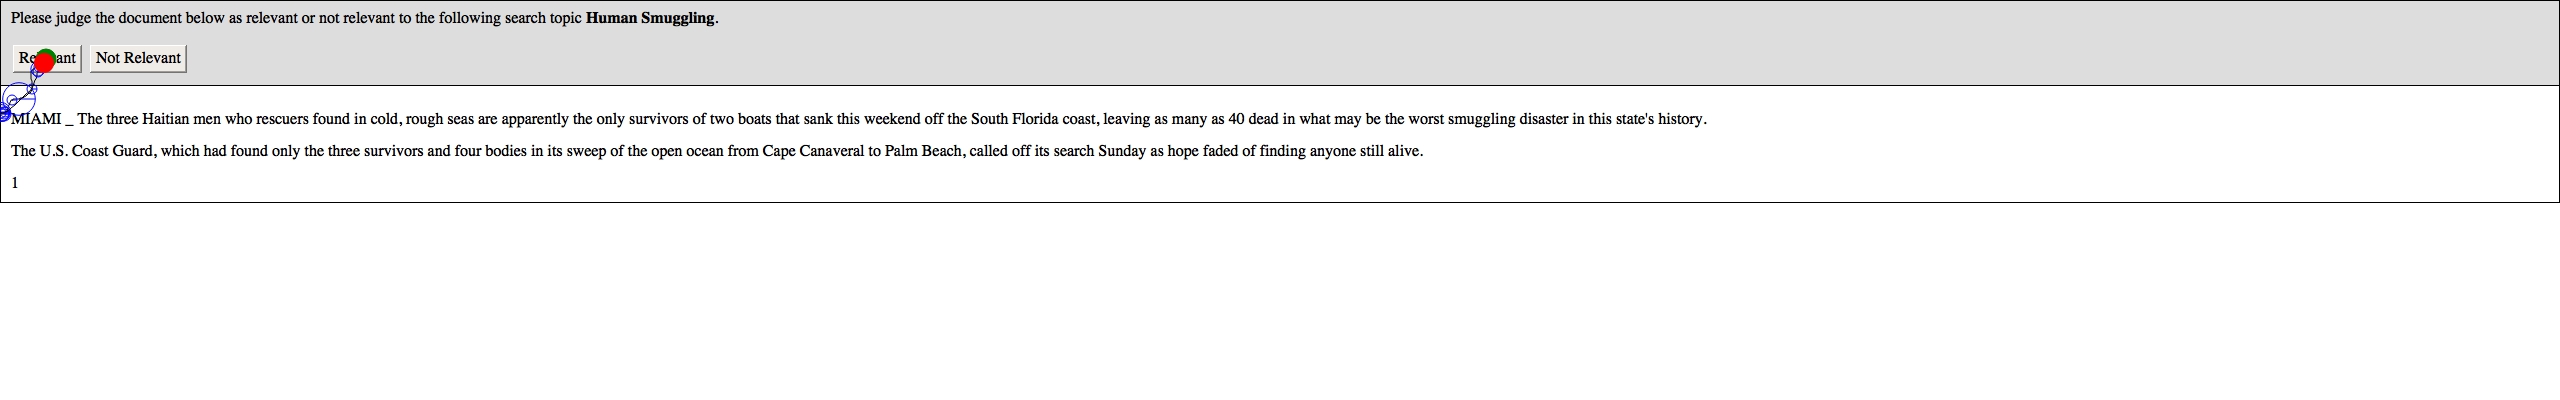 Please judge the document below as relevant or not relevant to the following search topic Human Smuggling.
Not Relevant
MIAMI _ The three Haitian men who rescuers found in cold, rough seas are apparently the only survivors of two boats that sank this weekend off the South Florida coast, leaving as many as 40 dead in what may be the worst smuggling disaster in this state's history.
The U.S. Coast Guard, which had found only the three survivors and four bodies in its sweep of the open ocean from Cape Canaveral to Palm Beach, called off its search Sunday as hope faded of finding anyone still alive.
1